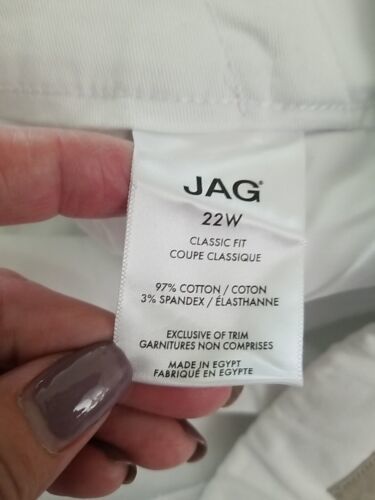 JAG®
22W
CLASSIC FIT
COUPE CLASSIQUE
97% COTTON / COTON
3% SPANDEX / ÉLASTHANNE
EXCLUSIVE OF TRIM
GARNITURES NON COMPRISES
MADE IN EGYPT
FABRIQUÉ EN EGYPTE